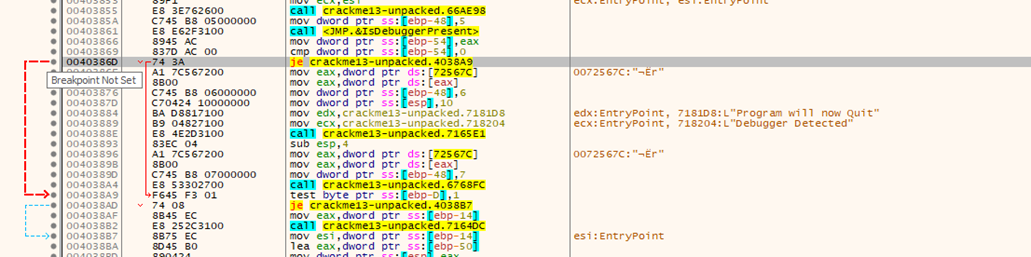 00403853 89F1 mov ecx,esi ecx:EntryPoint, esi:EntryPoint
00403855 E8 3E762600 call crackme13-unpacked.66AE98
0040385A C745 B8 05000000 mov dword ptr ss:[ebp-48],5
00403861 E8 E62F3100 call <JMP.&IsDebuggerPresent>
00403866 8945 AC mov dword ptr ss:[ebp-54],eax
00403869 837D AC 00 cmp dword ptr ss:[ebp-54],0
0040386D 74 3A je crackme13-unpacked.4038A9
A1 7C567200 mov eax,dword ptr ds:[72567C] 0072567C:"¬Ër"
Breakpoint Not Set 8B00 mov eax,dword ptr ds:[eax]
00403876 C745 B8 06000000 mov dword ptr ss:[ebp-48],6
0040387D C70424 10000000 mov dword ptr ss:[esp],10
00403884 BA D8817100 mov edx,crackme13-unpacked.7181D8 edx:EntryPoint, 7181D8:L"Program will now Quit"
00403889 B9 04827100 mov ecx,crackme13-unpacked.718204 ecx:EntryPoint, 718204:L"Debugger Detected"
0040388E E8 4E2D3100 call crackme13-unpacked.7165E1
00403893 83EC 04 sub esp,4
00403896 A1 7C567200 mov eax,dword ptr ds:[72567C] 0072567C:"¬Ër"
0040389B 8B00 mov eax,dword ptr ds:[eax]
0040389D C745 B8 07000000 mov dword ptr ss:[ebp-48],7
004038A4 E8 53302700 call crackme13-unpacked.6768FC
004038A9 F645 F3 01 test byte ptr ss:[ebp-D],1
004038AD 74 08 je crackme13-unpacked.4038B7
004038AF 8B45 EC mov eax,dword ptr ss:[ebp-14]
004038B2 E8 252C3100 call crackme13-unpacked.7164DC
004038B7 8B75 EC mov esi,dword ptr ss:[ebp-14] esi:EntryPoint
004038BA 8D45 B0 lea eax,dword ptr ss:[ebp-50]
004038BD 890424 mov dword ptr ss:[esp],eax